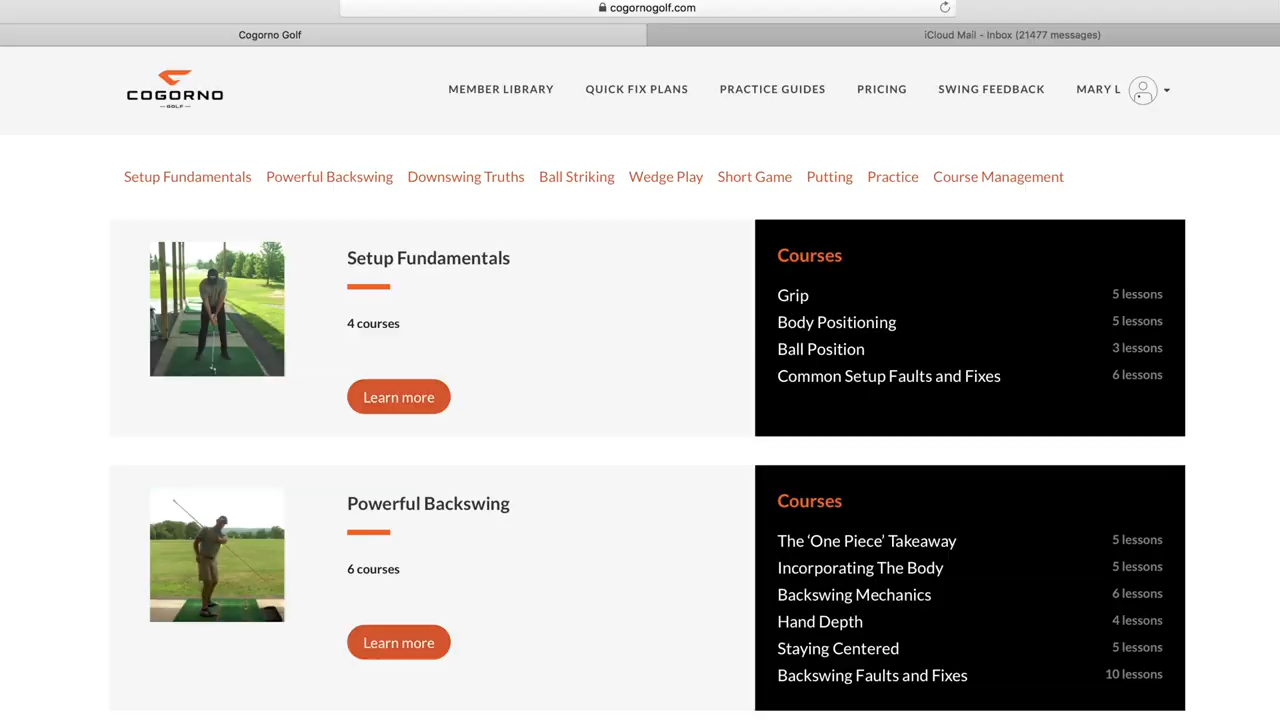 cogornogolf.com
Cogorno Golf
iCloud Mail - Inbox (21477 messages)
COGORNO
GOLF
MEMBER LIBRARY
QUICK FIX PLANS
PRACTICE GUIDES
PRICING
SWING FEEDBACK
MARY L
Setup Fundamentals Powerful Backswing Downswing Truths Ball Striking Wedge Play Short Game Putting Practice Course Management
Setup Fundamentals
4 courses
Learn more
Courses
Grip 5 lessons
Body Positioning 5 lessons
Ball Position 3 lessons
Common Setup Faults and Fixes 6 lessons
Powerful Backswing
6 courses
Learn more
Courses
The ‘One Piece’ Takeaway 5 lessons
Incorporating The Body 5 lessons
Backswing Mechanics 6 lessons
Hand Depth 4 lessons
Staying Centered 5 lessons
Backswing Faults and Fixes 10 lessons